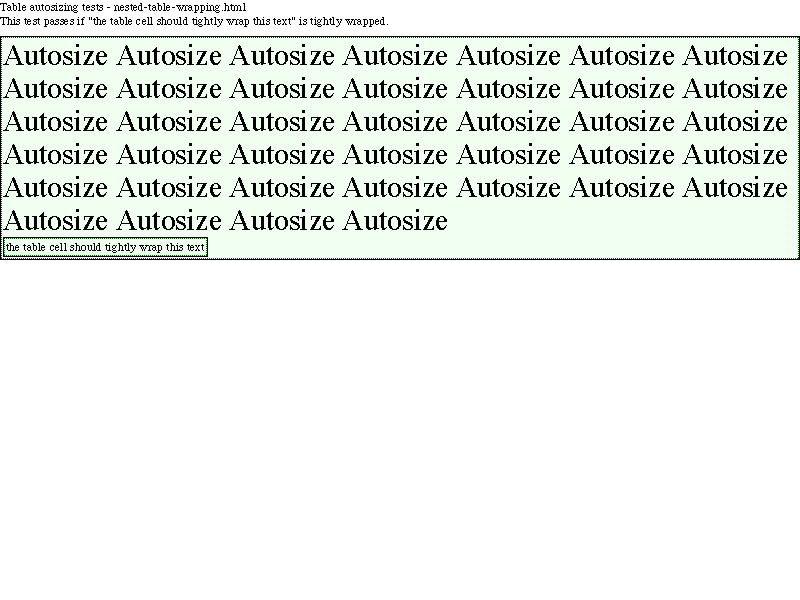 Table autosizing tests - nested-table-wrapping.html
This test passes if "the table cell should tightly wrap this text" is tightly wrapped.
Autosize Autosize Autosize Autosize Autosize Autosize Autosize
Autosize Autosize Autosize Autosize Autosize Autosize Autosize
Autosize Autosize Autosize Autosize Autosize Autosize Autosize
Autosize Autosize Autosize Autosize Autosize Autosize Autosize
Autosize Autosize Autosize Autosize Autosize Autosize Autosize
Autosize Autosize Autosize Autosize
the table cell should tightly wrap this text